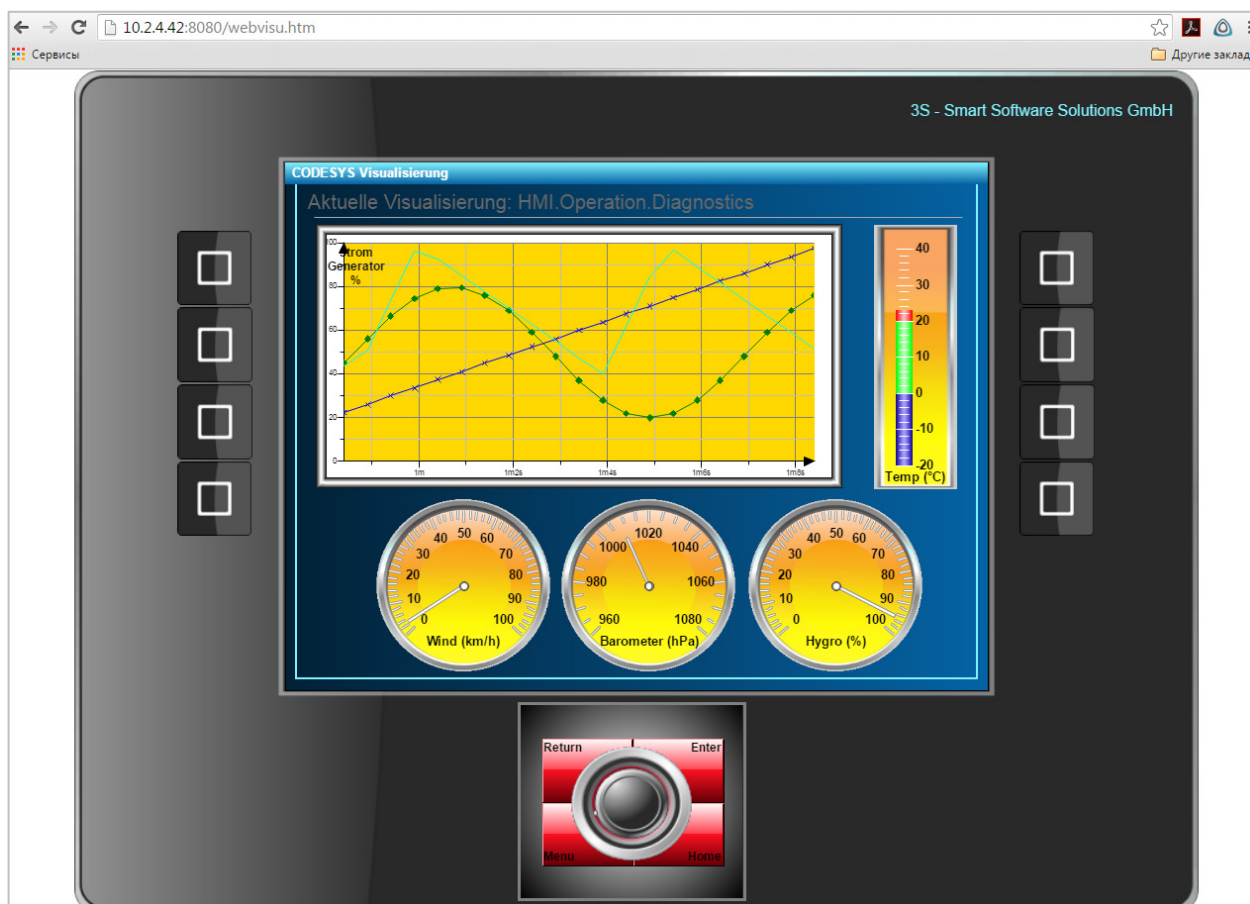 10.2.4.42:8080/webvisu.htm
Сервисы
Другие заклад
3S - Smart Software Solutions GmbH
CODESYS Visualisierung
Aktuelle Visualisierung: HMI.Operation.Diagnostics
Strom
Generator
%
100
80
60
40
20
0
1m
1m2s
1m4s
1m6s
1m8s
40
30
20
10
0
-10
-20
Temp (°C)
0
10
20
30
40
50
60
70
80
90
100
Wind (km/h)
960
980
1000
1020
1040
1060
1080
Barometer (hPa)
0
10
20
30
40
50
60
70
80
90
100
Hygro (%)
Return
Enter
Menu
Home